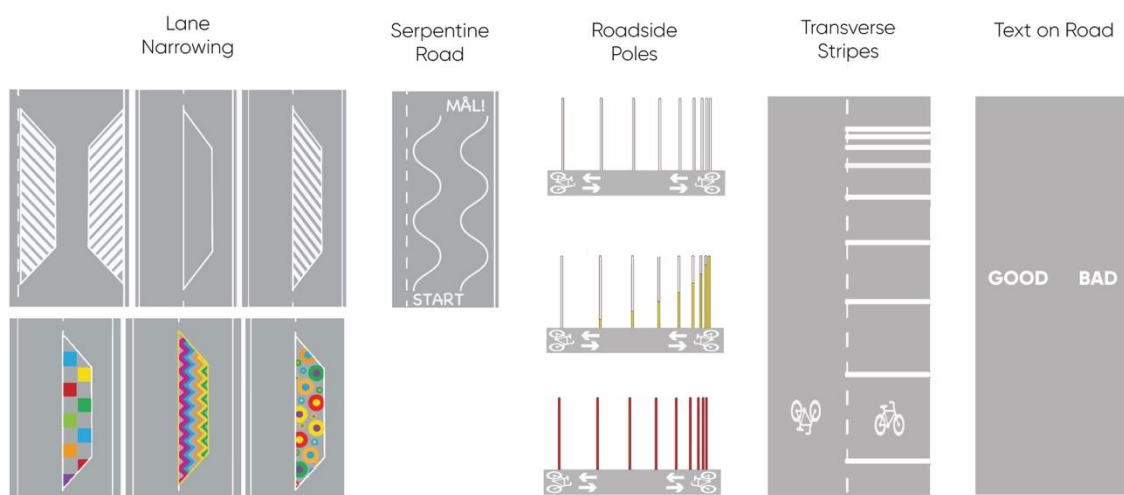 Lane
Narrowing
Serpentine
Road
Roadside
Poles
Transverse
Stripes
Text on Road
MÅL!
START
GOOD BAD